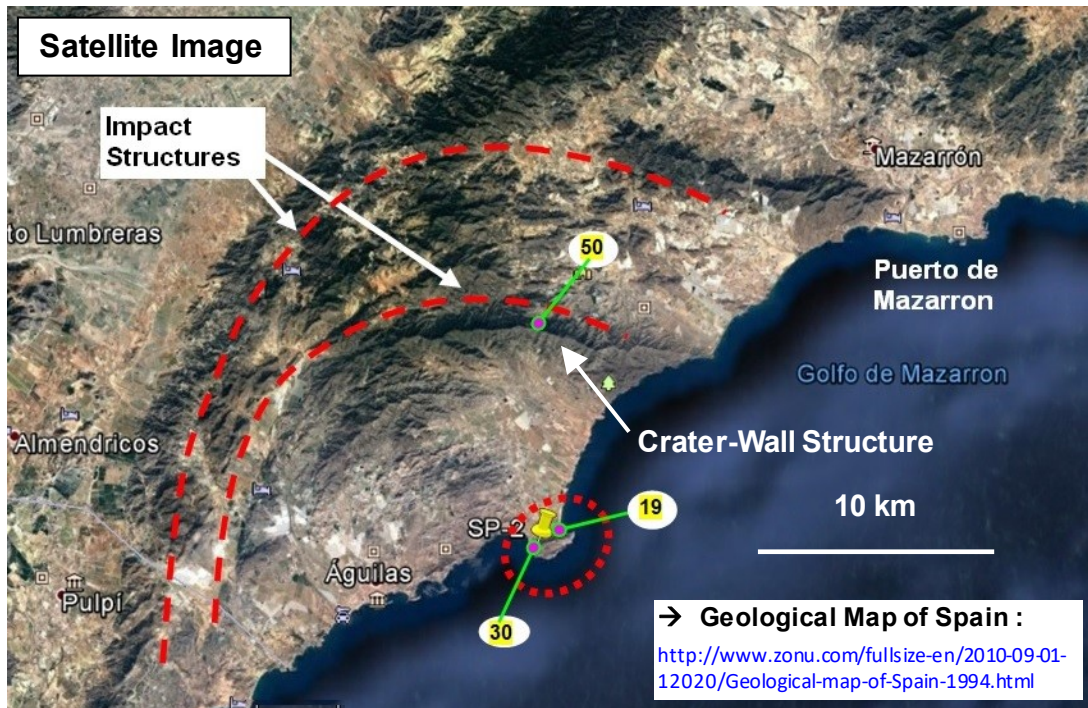 Satellite Image
Impact
Structures
Mazarrón
to Lumbreras
50
Puerto de
Mazarron
Golfo de Mazarron
Almendricos
Crater-Wall Structure
19
10 km
SP-2
Águilas
Pulpí
30
→ Geological Map of Spain :
http://www.zonu.com/fullsize-en/2010-09-01-
12020/Geological-map-of-Spain-1994.html